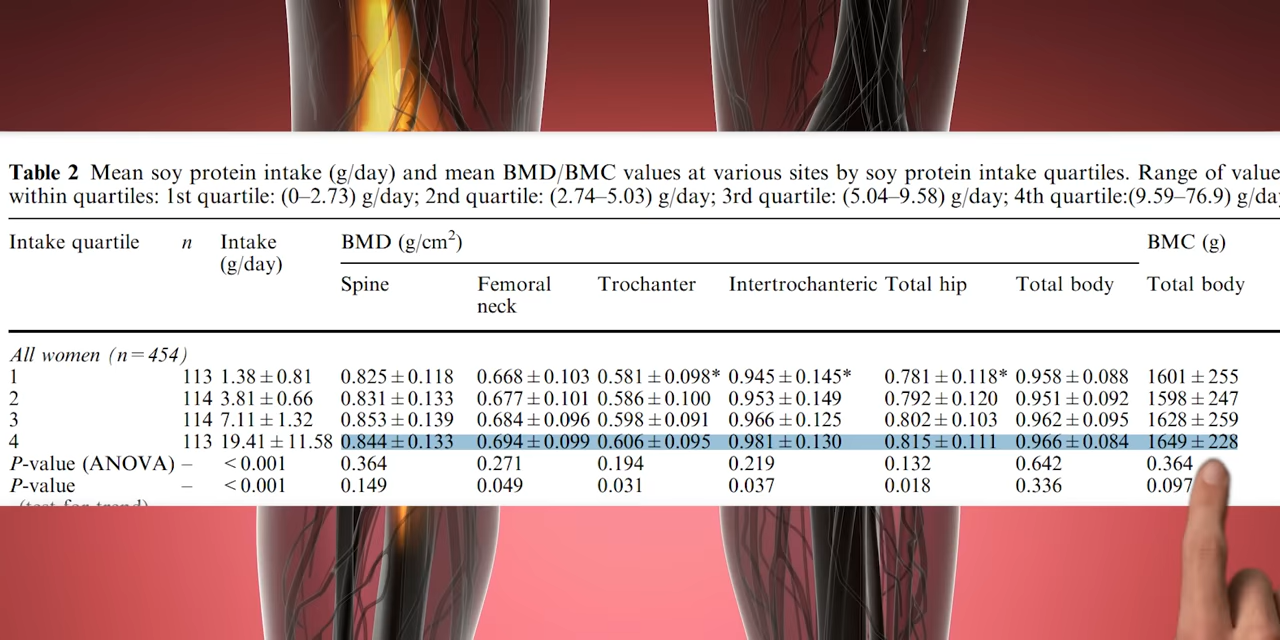 Table 2 Mean soy protein intake (g/day) and mean BMD/BMC values at various sites by soy protein intake quartiles. Range of value
within quartiles: 1st quartile: (0–2.73) g/day; 2nd quartile: (2.74–5.03) g/day; 3rd quartile: (5.04–9.58) g/day; 4th quartile:(9.59–76.9) g/da
Intake quartile n Intake BMD (g/cm²) BMC (g)
(g/day)
Spine Femoral Trochanter Intertrochanteric Total hip Total body Total body
neck
All women (n=454)
1 113 1.38±0.81 0.825±0.118 0.668±0.103 0.581±0.098* 0.945±0.145* 0.781±0.118* 0.958±0.088 1601±255
2 114 3.81±0.66 0.831±0.133 0.677±0.101 0.586±0.100 0.953±0.149 0.792±0.120 0.951±0.092 1598±247
3 114 7.11±1.32 0.853±0.139 0.684±0.096 0.598±0.091 0.966±0.125 0.802±0.103 0.962±0.095 1628±259
4 113 19.41±11.58 0.844±0.133 0.694±0.099 0.606±0.095 0.981±0.130 0.815±0.111 0.966±0.084 1649±228
P-value (ANOVA) – <0.001 0.364 0.271 0.194 0.219 0.132 0.642 0.364
P-value – <0.001 0.149 0.049 0.031 0.037 0.018 0.336 0.097
(test for trend)